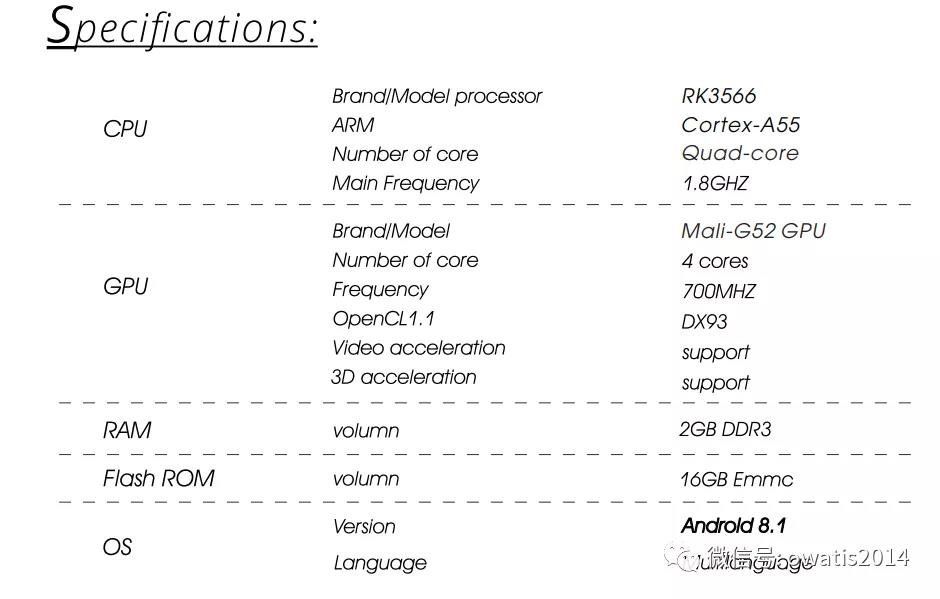 Specifications:
CPU
Brand/Model processor RK3566
ARM Cortex-A55
Number of core Quad-core
Main Frequency 1.8GHZ
GPU
Brand/Model Mali-G52 GPU
Number of core 4 cores
Frequency 700MHZ
OpenCL1.1 DX93
Video acceleration support
3D acceleration support
RAM volumn 2GB DDR3
Flash ROM volumn 16GB Emmc
OS
Version Android 8.1
Language Multilanguage
微信号: owatis2014